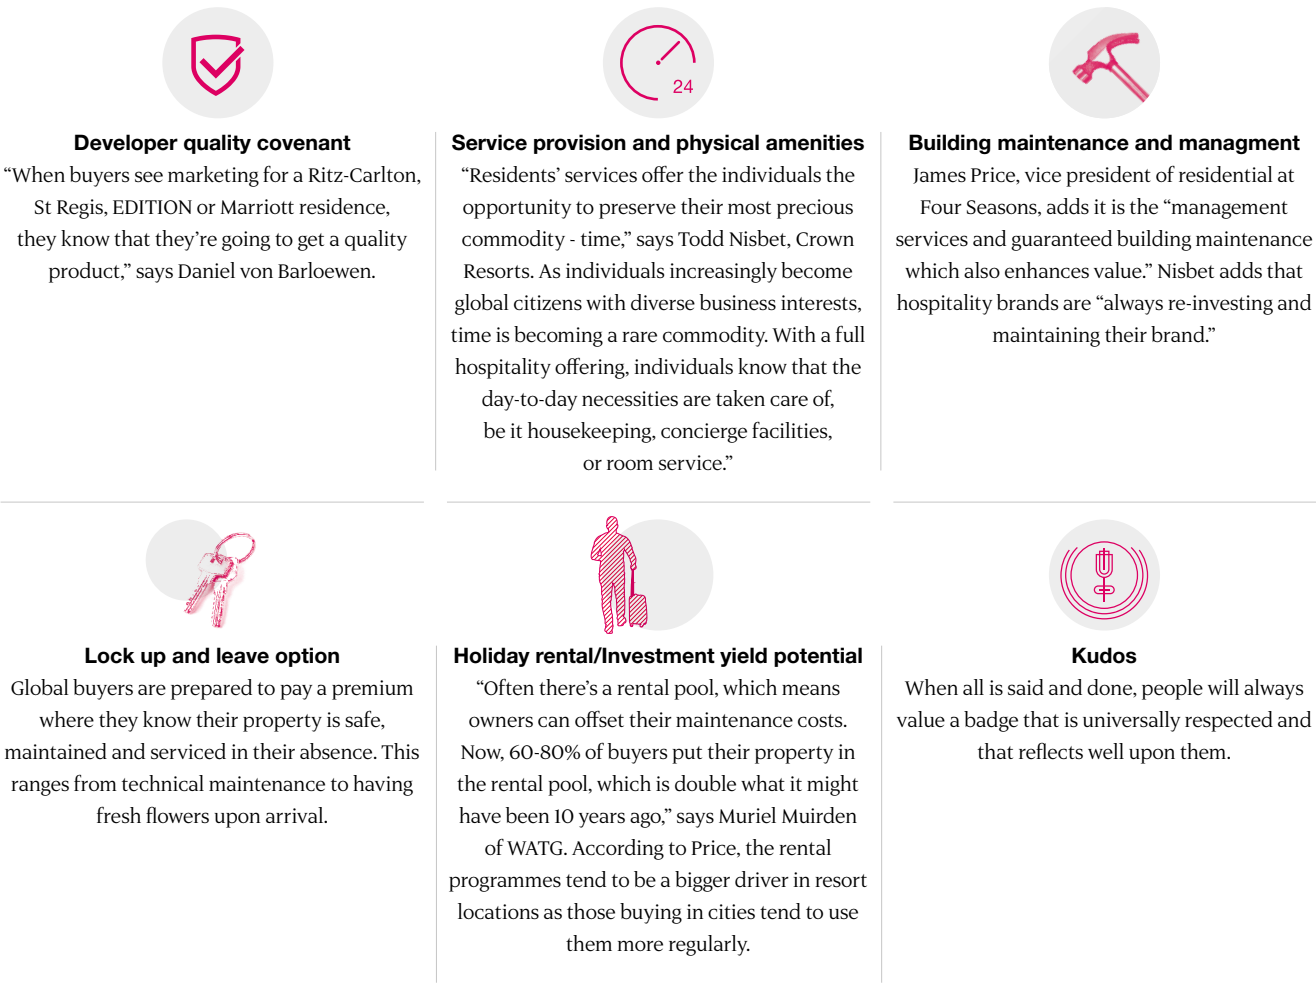 24
Developer quality covenant
“When buyers see marketing for a Ritz-Carlton,
St Regis, EDITION or Marriott residence,
they know that they’re going to get a quality
product,” says Daniel von Barloewen.
Service provision and physical amenities
“Residents’ services offer the individuals the
opportunity to preserve their most precious
commodity - time,” says Todd Nisbet, Crown
Resorts. As individuals increasingly become
global citizens with diverse business interests,
time is becoming a rare commodity. With a full
hospitality offering, individuals know that the
day-to-day necessities are taken care of,
be it housekeeping, concierge facilities,
or room service.”
Building maintenance and managment
James Price, vice president of residential at
Four Seasons, adds it is the “management
services and guaranteed building maintenance
which also enhances value.” Nisbet adds that
hospitality brands are “always re-investing and
maintaining their brand.”
Lock up and leave option
Global buyers are prepared to pay a premium
where they know their property is safe,
maintained and serviced in their absence. This
ranges from technical maintenance to having
fresh flowers upon arrival.
Holiday rental/Investment yield potential
“Often there’s a rental pool, which means
owners can offset their maintenance costs.
Now, 60-80% of buyers put their property in
the rental pool, which is double what it might
have been 10 years ago,” says Muriel Muirden
of WATG. According to Price, the rental
programmes tend to be a bigger driver in resort
locations as those buying in cities tend to use
them more regularly.
Kudos
When all is said and done, people will always
value a badge that is universally respected and
that reflects well upon them.